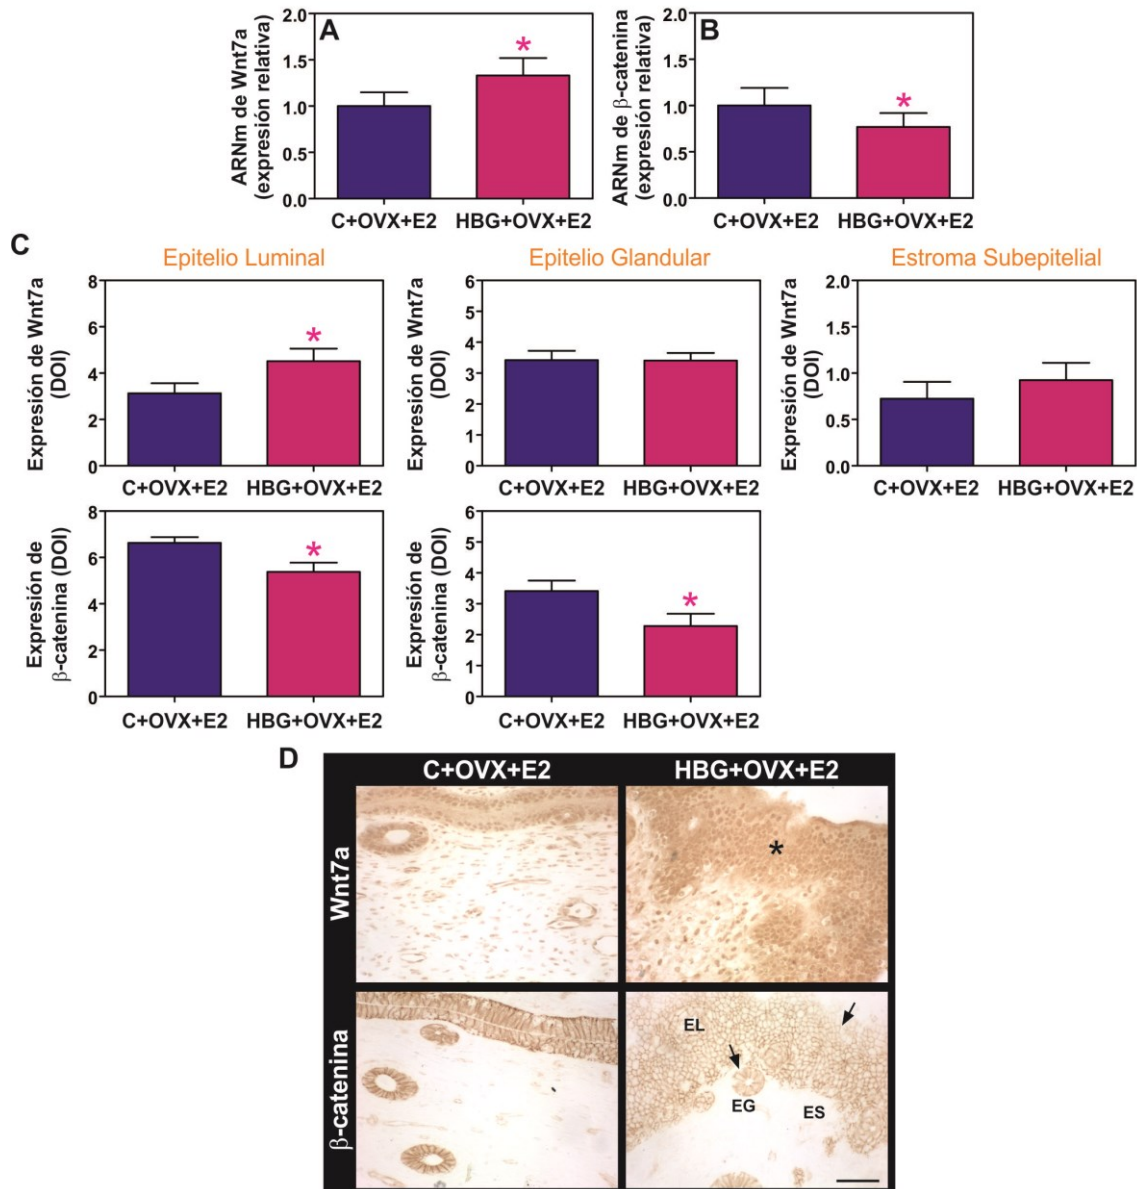 A
ARNm de Wnt7a
(expresión relativa)
2.0
1.5
1.0
0.5
0.0
*
C+OVX+E2
HBG+OVX+E2
B
ARNm de β-catenina
(expresión relativa)
2.0
1.5
1.0
0.5
0.0
*
C+OVX+E2
HBG+OVX+E2
C
Epitelio Luminal
Expresión de Wnt7a
(DOI)
8
6
4
2
0
*
C+OVX+E2
HBG+OVX+E2
Epitelio Glandular
Expresión de Wnt7a
(DOI)
6
5
4
3
2
1
0
C+OVX+E2
HBG+OVX+E2
Estroma Subepitelial
Expresión de Wnt7a
(DOI)
2.0
1.5
1.0
0.5
0.0
C+OVX+E2
HBG+OVX+E2
Expresión de
β-catenina (DOI)
8
6
4
2
0
*
C+OVX+E2
HBG+OVX+E2
Expresión de
β-catenina (DOI)
6
5
4
3
2
1
0
*
C+OVX+E2
HBG+OVX+E2
D
C+OVX+E2
HBG+OVX+E2
Wnt7a
*
β-catenina
EL
EG
ES